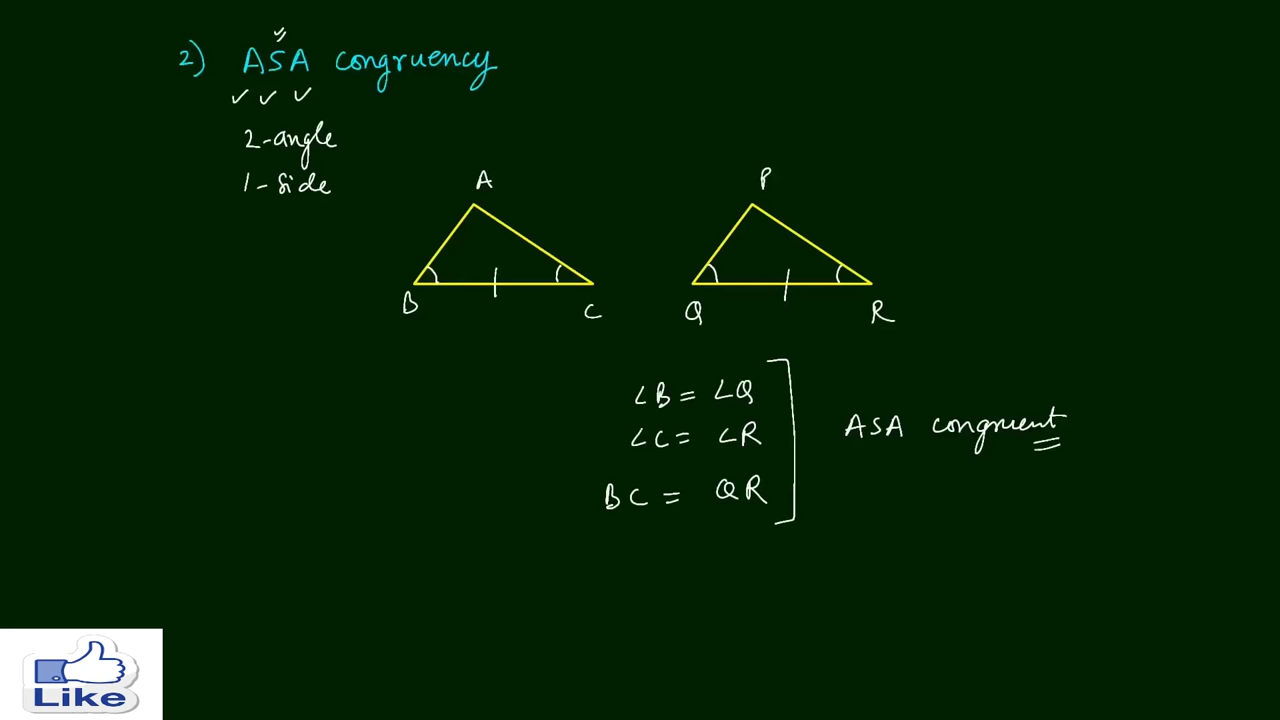 2) ASA congruency
2-angle
1-side
A
P
B
C
Q
R
∠B = ∠Q
∠C = ∠R
ASA congruent
BC = QR
Like